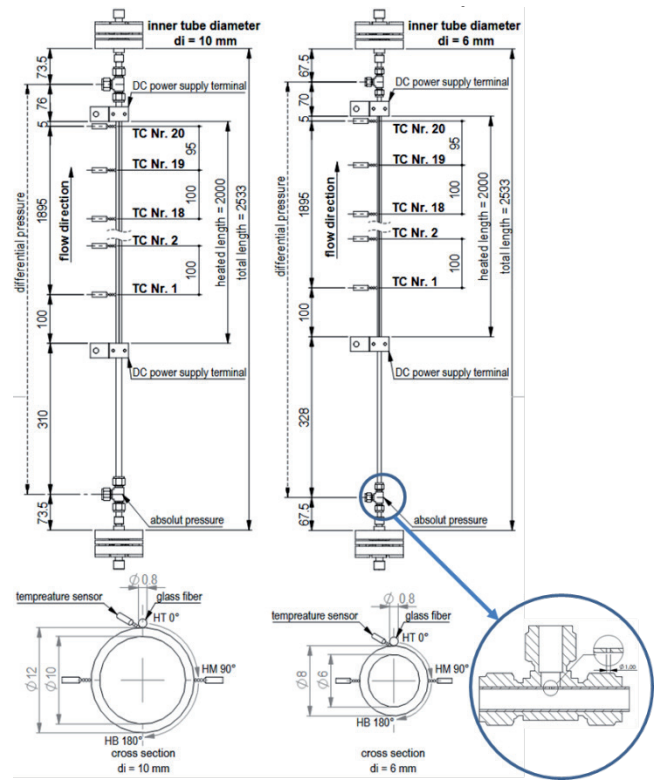 inner tube diameter
di = 10 mm
73.5
76
DC power supply terminal
5
TC Nr. 20
95
TC Nr. 19
100
TC Nr. 18
TC Nr. 2
100
TC Nr. 1
1895
100
310
73.5
differential pressure
flow direction
heated length = 2000
total length = 2533
DC power supply terminal
absolut pressure
inner tube diameter
di = 6 mm
67.5
70
DC power supply terminal
5
TC Nr. 20
95
TC Nr. 19
100
TC Nr. 18
TC Nr. 2
100
TC Nr. 1
1895
100
328
67.5
differential pressure
flow direction
heated length = 2000
total length = 2533
DC power supply terminal
absolut pressure
Ø 0.8
tempreature sensor
glass fiber
HT 0°
HM 90°
HB 180°
Ø12
Ø10
cross section
di = 10 mm
Ø 0.8
tempreature sensor
glass fiber
HT 0°
HM 90°
HB 180°
Ø8
Ø6
cross section
di = 6 mm
Ø1.00